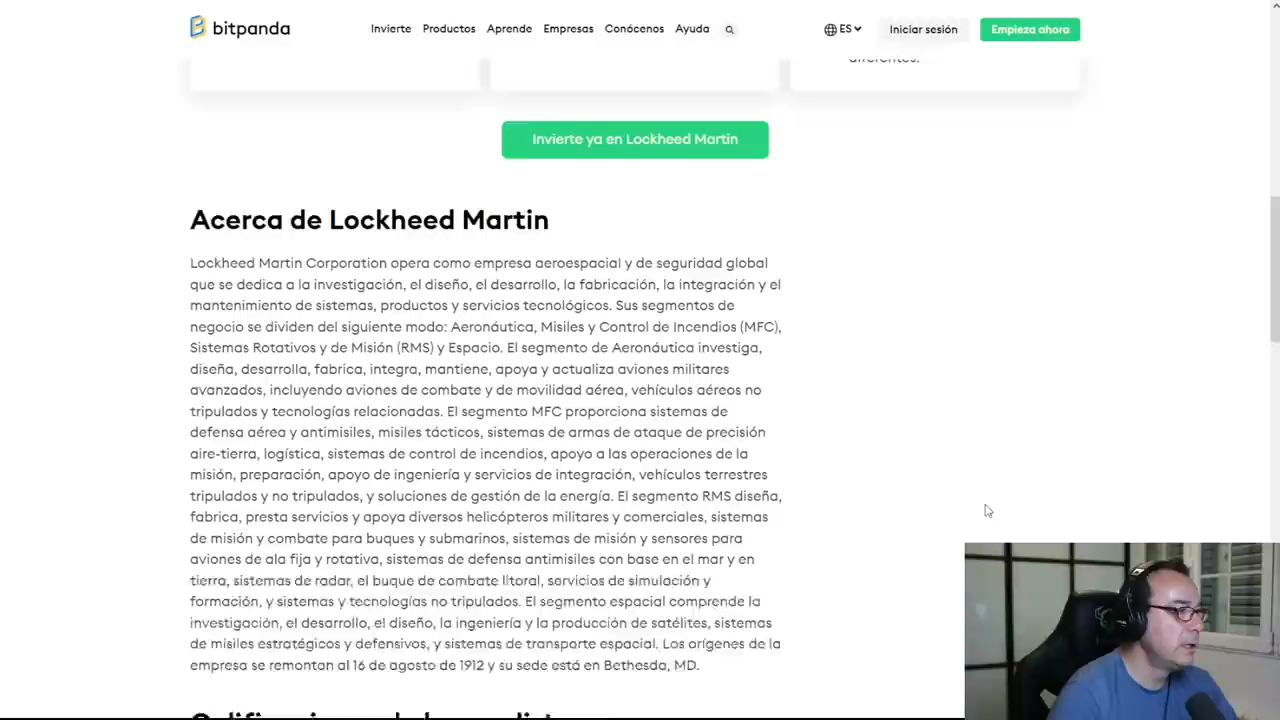 bitpanda
Invierte Productos Aprende Empresas Conócenos Ayuda
ES
Iniciar sesión
Empieza ahora
diferentes.
Invierte ya en Lockheed Martin
Acerca de Lockheed Martin
Lockheed Martin Corporation opera como empresa aeroespacial y de seguridad global
que se dedica a la investigación, el diseño, el desarrollo, la fabricación, la integración y el
mantenimiento de sistemas, productos y servicios tecnológicos. Sus segmentos de
negocio se dividen del siguiente modo: Aeronáutica, Misiles y Control de Incendios (MFC),
Sistemas Rotativos y de Misión (RMS) y Espacio. El segmento de Aeronáutica investiga,
diseña, desarrolla, fabrica, integra, mantiene, apoya y actualiza aviones militares
avanzados, incluyendo aviones de combate y de movilidad aérea, vehículos aéreos no
tripulados y tecnologías relacionadas. El segmento MFC proporciona sistemas de
defensa aérea y antimisiles, misiles tácticos, sistemas de armas de ataque de precisión
aire-tierra, logística, sistemas de control de incendios, apoyo a las operaciones de la
misión, preparación, apoyo de ingeniería y servicios de integración, vehículos terrestres
tripulados y no tripulados, y soluciones de gestión de la energía. El segmento RMS diseña,
fabrica, presta servicios y apoya diversos helicópteros militares y comerciales, sistemas
de misión y combate para buques y submarinos, sistemas de misión y sensores para
aviones de ala fija y rotativa, sistemas de defensa antimisiles con base en el mar y en
tierra, sistemas de radar, el buque de combate litoral, servicios de simulación y
formación, y sistemas y tecnologías no tripulados. El segmento espacial comprende la
investigación, el desarrollo, el diseño, la ingeniería y la producción de satélites, sistemas
de misiles estratégicos y defensivos, y sistemas de transporte espacial. Los orígenes de la
empresa se remontan al 16 de agosto de 1912 y su sede está en Bethesda, MD.